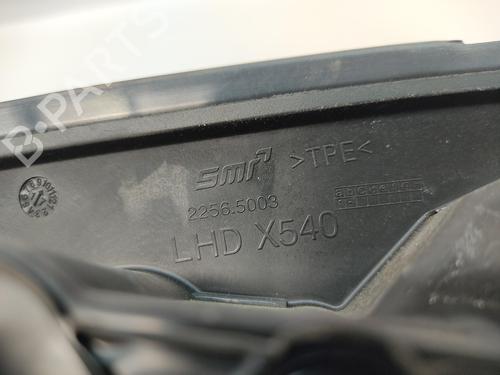 B-PARTS
smr >TPE<
2256.5003
LHD X540